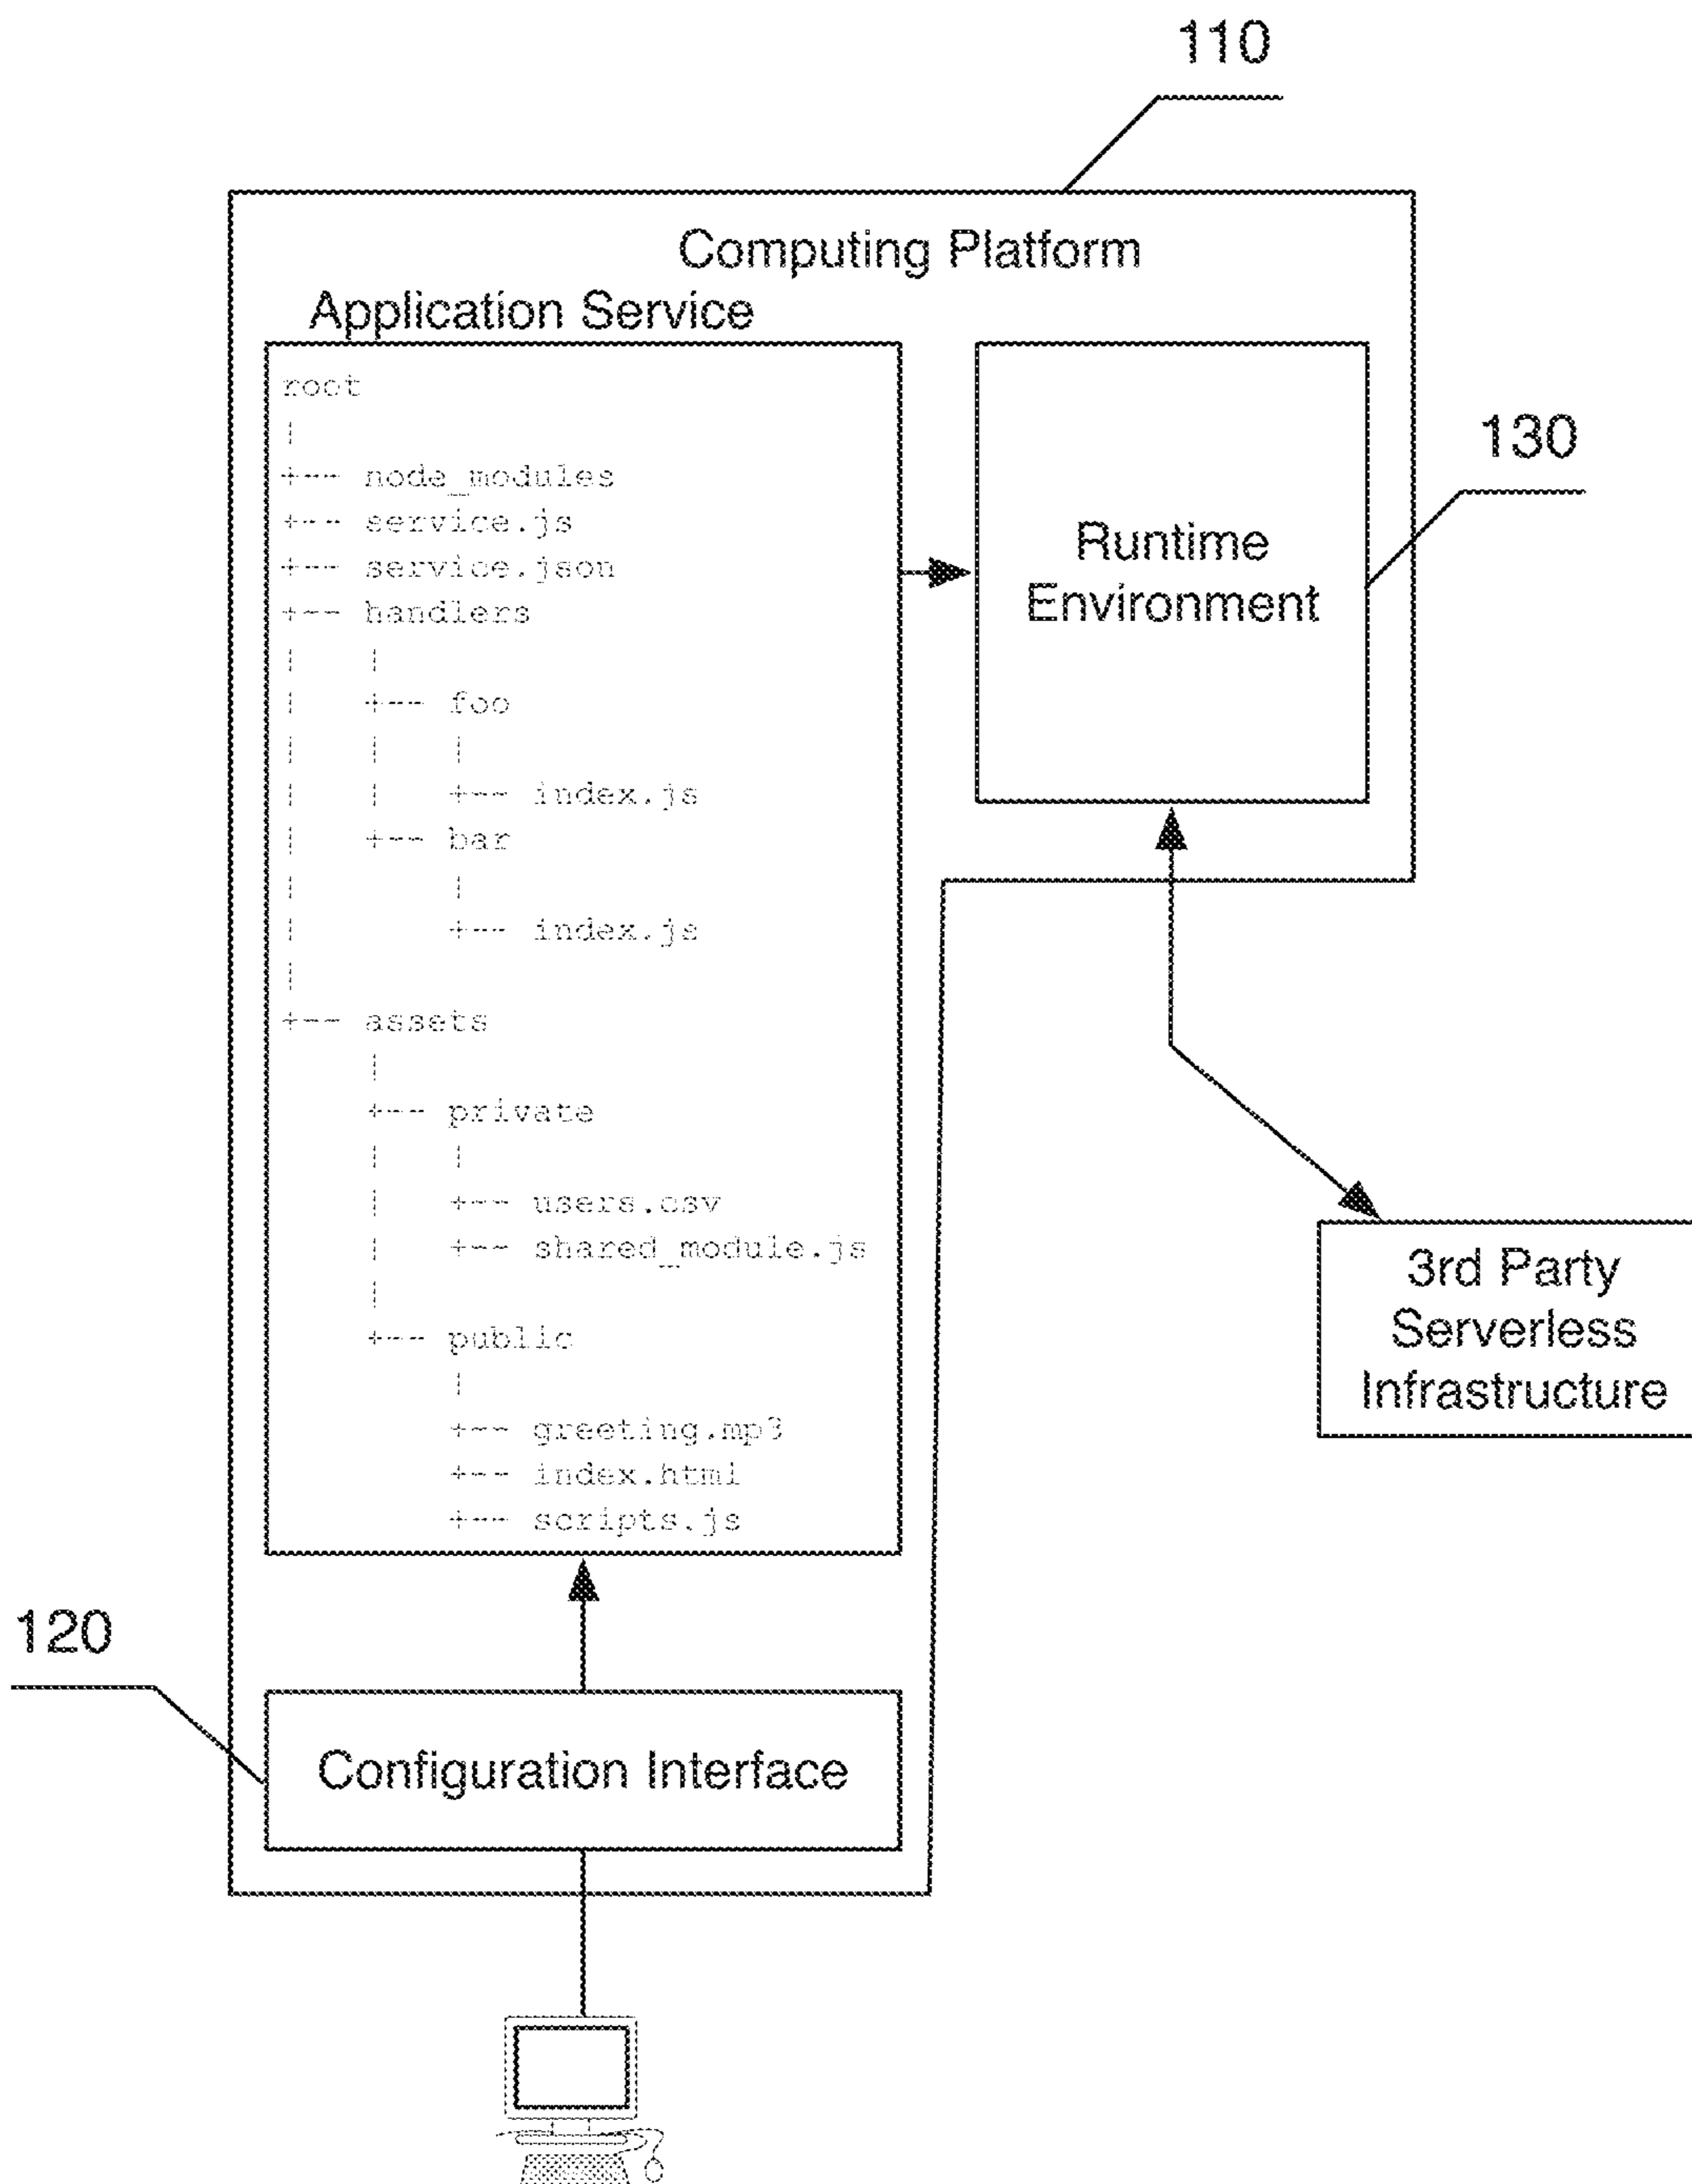 110
Computing Platform
Application Service
root
|
+-- node_modules
+-- service.js
+-- service.json
+-- handlers
|   |
|   +-- foo
|   |   |
|   |   +-- index.js
|   +-- bar
|       |
|       +-- index.js
|
+-- assets
    |
    +-- private
    |   |
    |   +-- users.csv
    |   +-- shared_module.js
    |
    +-- public
        |
        +-- greeting.mp3
        +-- index.html
        +-- scripts.js
Runtime
Environment
130
3rd Party
Serverless
Infrastructure
120
Configuration Interface